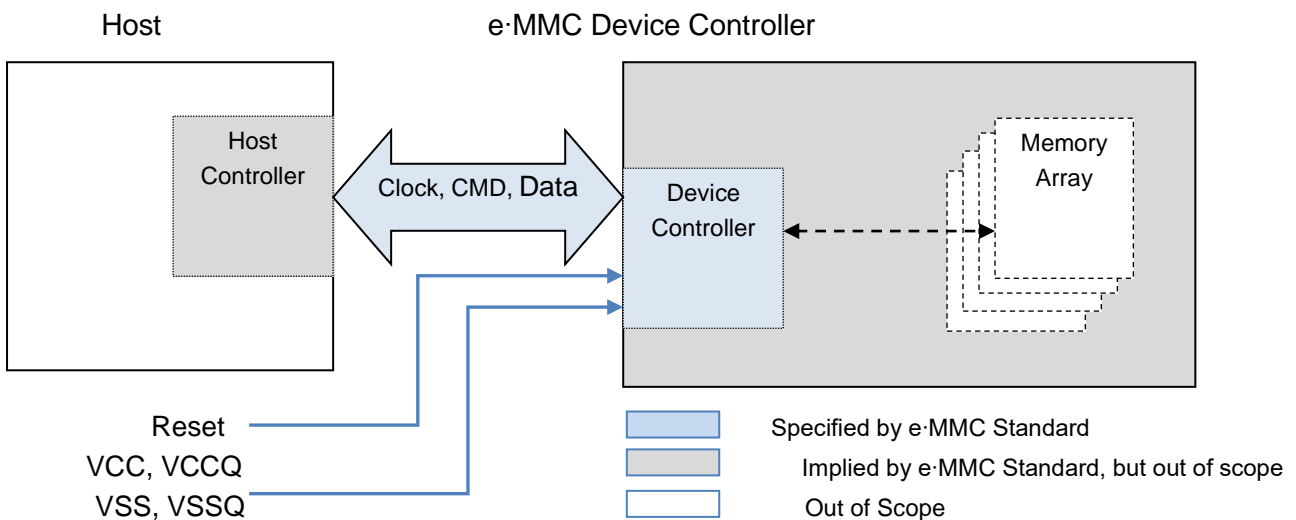 Host
e·MMC Device Controller
Host
Controller
Clock, CMD, Data
Device
Controller
Memory
Array
Reset
VCC, VCCQ
VSS, VSSQ
Specified by e·MMC Standard
Implied by e·MMC Standard, but out of scope
Out of Scope